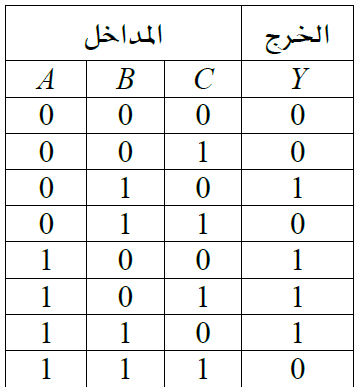 المداخل الخرج
A B C Y
0 0 0 0
0 0 1 0
0 1 0 1
0 1 1 0
1 0 0 1
1 0 1 1
1 1 0 1
1 1 1 0